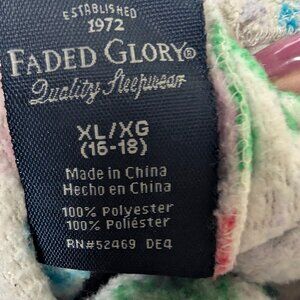 ESTABLISHED
1972
FADED GLORY®
Quality Sleepwear
XL/XG
(16-18)
Made in China
Hecho en China
100% Polyester
100% Poliéster
RN#52469 DE4